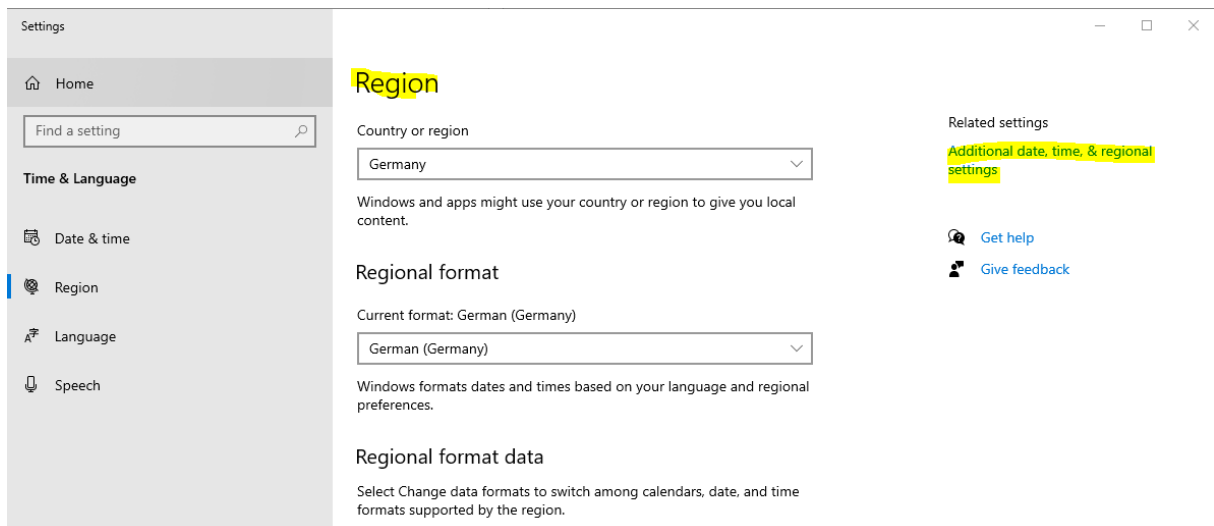 Settings
Home
Find a setting
Time & Language
Date & time
Region
Language
Speech
Region
Country or region
Germany
Windows and apps might use your country or region to give you local
content.
Regional format
Current format: German (Germany)
German (Germany)
Windows formats dates and times based on your language and regional
preferences.
Regional format data
Select Change data formats to switch among calendars, date, and time
formats supported by the region.
Related settings
Additional date, time, & regional
settings
Get help
Give feedback